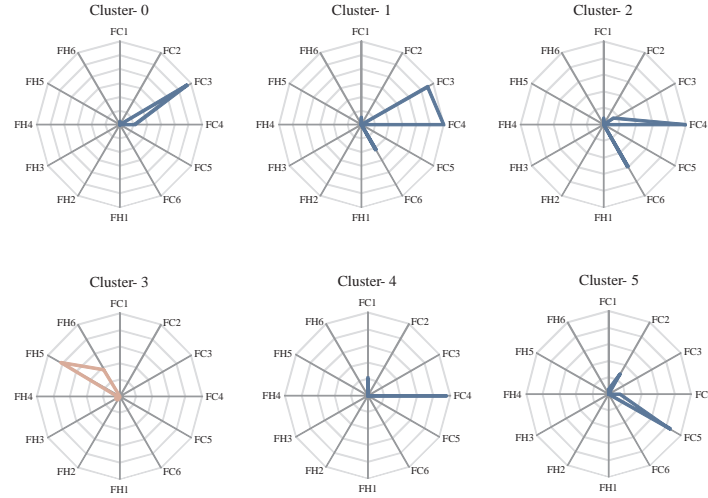 Cluster- 0
Cluster- 1
Cluster- 2
FC1
FC1
FC1
FH6
FC2
FH6
FC2
FH6
FC2
FH5
FC3
FH5
FC3
FH5
FC3
FH4
FC4
FH4
FC4
FH4
FC4
FH3
FC5
FH3
FC5
FH3
FC5
FH2
FC6
FH2
FC6
FH2
FC6
FH1
FH1
FH1
Cluster- 3
Cluster- 4
Cluster- 5
FC1
FC1
FC1
FH6
FC2
FH6
FC2
FH6
FC2
FH5
FC3
FH5
FC3
FH5
FC3
FH4
FC4
FH4
FC4
FH4
FC
FH3
FC5
FH3
FC5
FH3
FC5
FH2
FC6
FH2
FC6
FH2
FC6
FH1
FH1
FH1